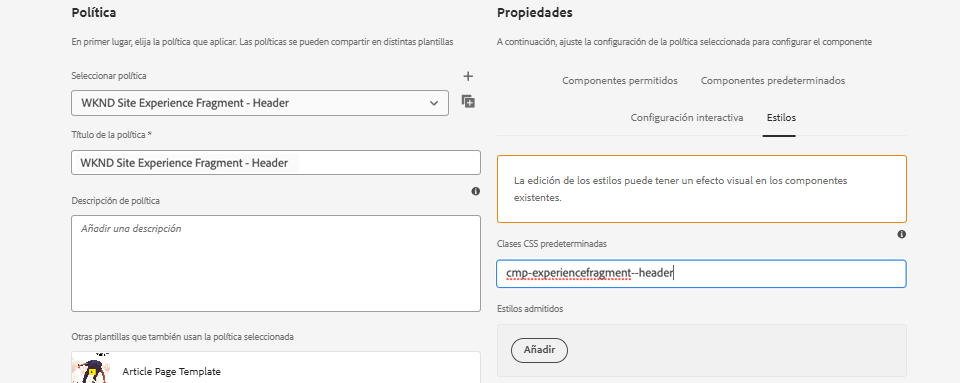 Política
En primer lugar, elija la política que aplicar. Las políticas se pueden compartir en distintas plantillas
Seleccionar política
WKND Site Experience Fragment - Header
Título de la política *
WKND Site Experience Fragment - Header
Descripción de política
Añadir una descripción
Otras plantillas que también usan la política seleccionada
Article Page Template
Propiedades
A continuación, ajuste la configuración de la política seleccionada para configurar el componente
Componentes permitidos Componentes predeterminados
Configuración interactiva Estilos
La edición de los estilos puede tener un efecto visual en los componentes
existentes.
Clases CSS predeterminadas
cmp-experiencefragment--header
Estilos admitidos
Añadir